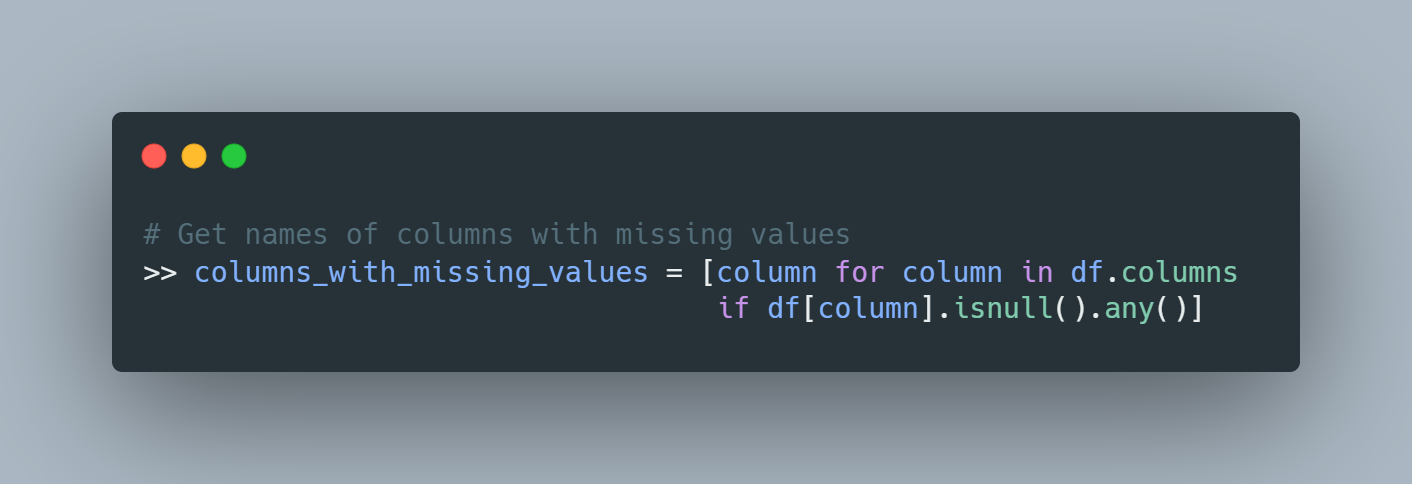 # Get names of columns with missing values
>> columns_with_missing_values = [column for column in df.columns
if df[column].isnull().any()]